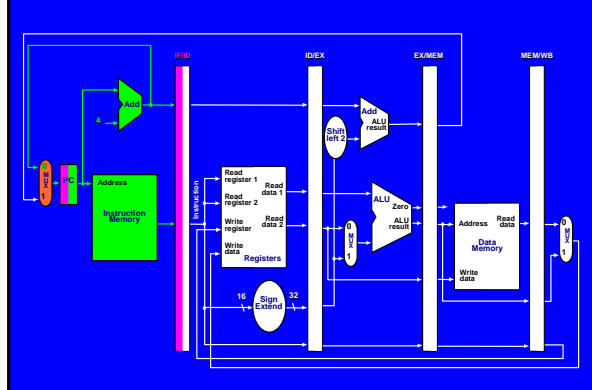 IF/ID
ID/EX
EX/MEM
MEM/WB
Add
4
Add
ALU
result
Shift
left 2
0
M
U
X
1
PC
Address
Instruction
Memory
Instruction
Read
register 1
Read
register 2
Write
register
Write
data
Read
data 1
Read
data 2
Registers
16
Sign
Extend
32
0
M
U
X
1
ALU
Zero
ALU
result
Address
Read
data
Data
Memory
Write
data
0
M
U
X
1